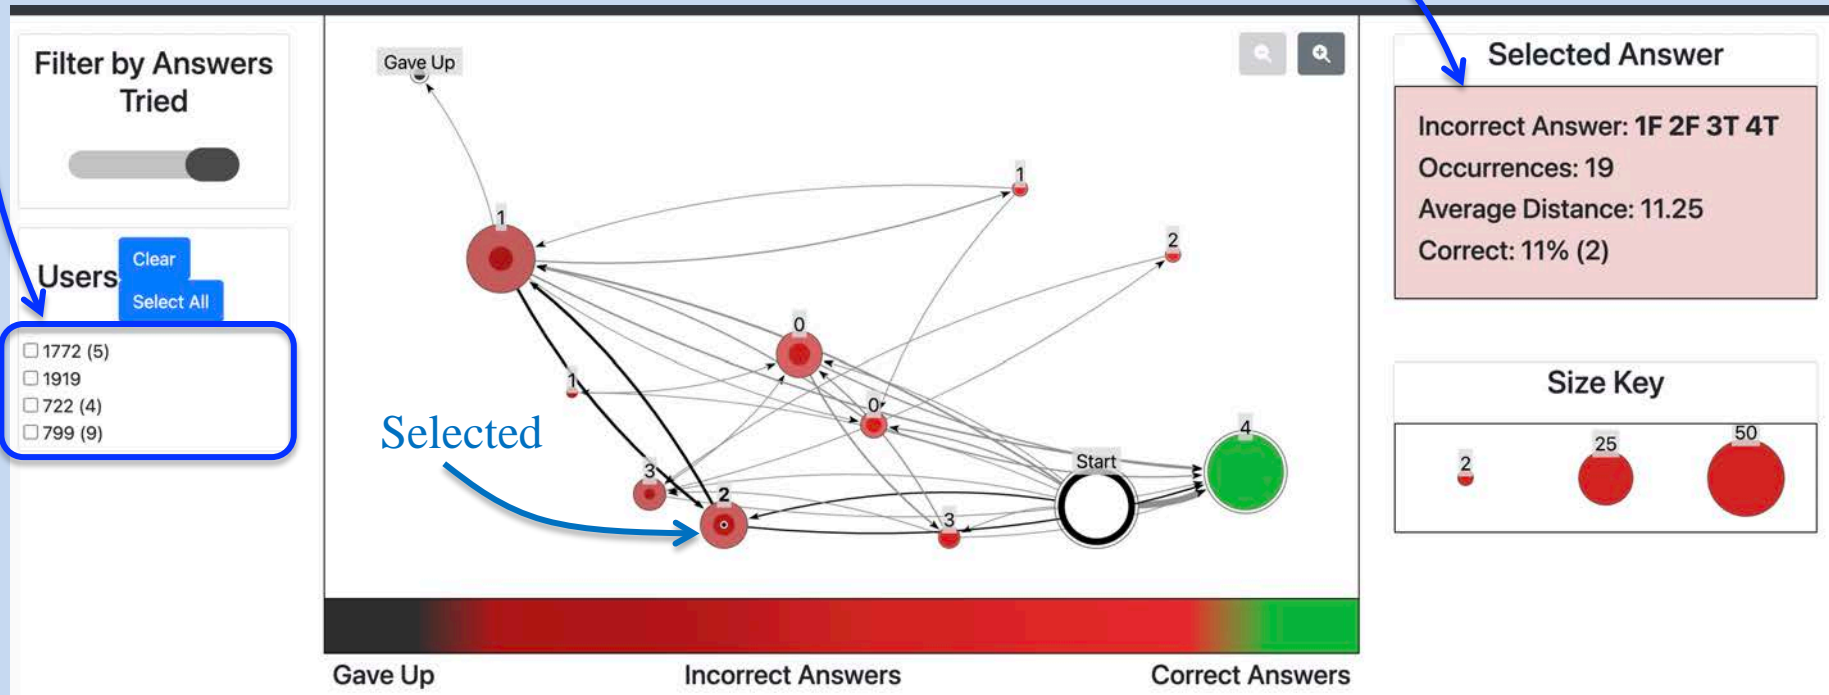 Filter by Answers
Tried
Users
Clear
Select All
1772 (5)
1919
722 (4)
799 (9)
Gave Up
1
1
2
0
1
0
Selected
3
2
3
Start
4
Gave Up
Incorrect Answers
Correct Answers
Selected Answer
Incorrect Answer: 1F 2F 3T 4T
Occurrences: 19
Average Distance: 11.25
Correct: 11% (2)
Size Key
2
25
50